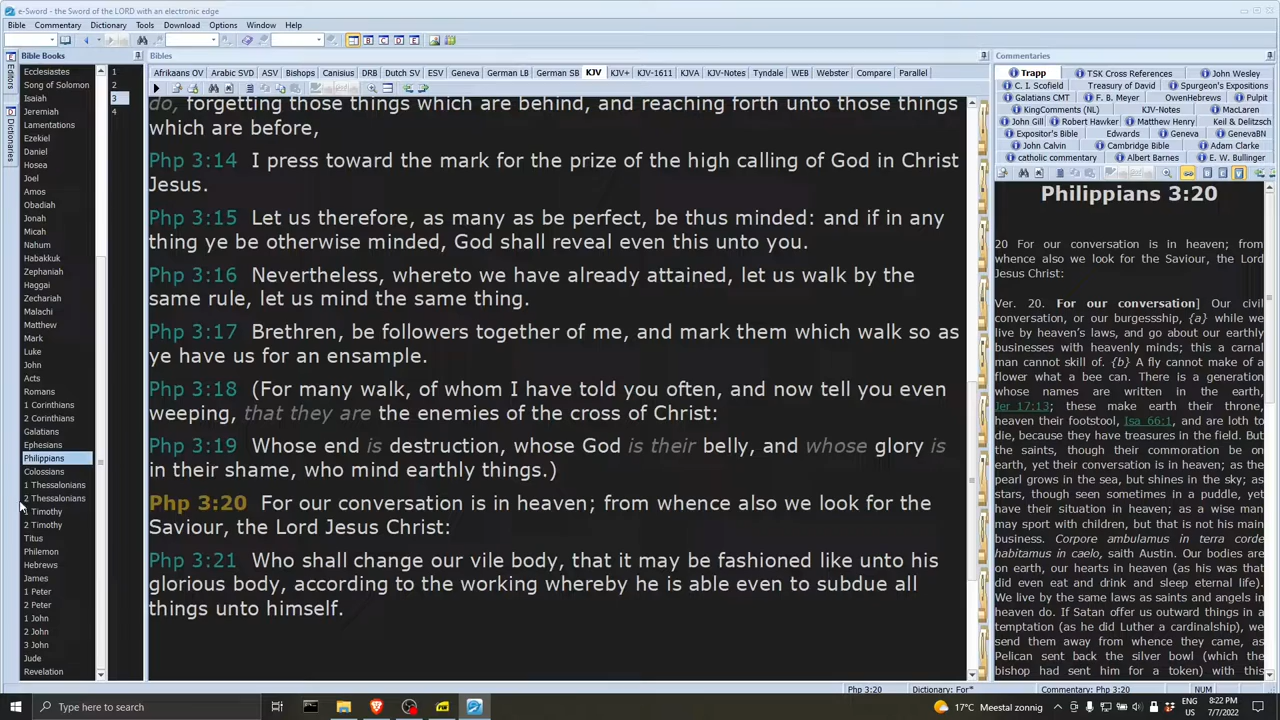 e-Sword - the Sword of the LORD with an electronic edge
Bible Commentary Dictionary Tools Download Options Window Help
Bible Books
Bibles
Commentaries
Editors
Dictionaries
Ecclesiastes
Song of Solomon
Isaiah
Jeremiah
Lamentations
Ezekiel
Daniel
Hosea
Joel
Amos
Obadiah
Jonah
Micah
Nahum
Habakkuk
Zephaniah
Haggai
Zechariah
Malachi
Matthew
Mark
Luke
John
Acts
Romans
1 Corinthians
2 Corinthians
Galatians
Ephesians
Philippians
Colossians
1 Thessalonians
2 Thessalonians
1 Timothy
2 Timothy
Titus
Philemon
Hebrews
James
1 Peter
2 Peter
1 John
2 John
3 John
Jude
Revelation
1
2
3
4
Afrikaans OV Arabic SVD ASV Bishops Canisius DRB Dutch SV ESV Geneva German LB German SB KJV KJV+ KJV-1611 KJVA KJV-Notes Tyndale WEB Webster Compare Parallel
do, forgetting those things which are behind, and reaching forth unto those things
which are before,
Php 3:14 I press toward the mark for the prize of the high calling of God in Christ
Jesus.
Php 3:15 Let us therefore, as many as be perfect, be thus minded: and if in any
thing ye be otherwise minded, God shall reveal even this unto you.
Php 3:16 Nevertheless, whereto we have already attained, let us walk by the
same rule, let us mind the same thing.
Php 3:17 Brethren, be followers together of me, and mark them which walk so as
ye have us for an ensample.
Php 3:18 (For many walk, of whom I have told you often, and now tell you even
weeping, that they are the enemies of the cross of Christ:
Php 3:19 Whose end is destruction, whose God is their belly, and whose glory is
in their shame, who mind earthly things.)
Php 3:20 For our conversation is in heaven; from whence also we look for the
Saviour, the Lord Jesus Christ:
Php 3:21 Who shall change our vile body, that it may be fashioned like unto his
glorious body, according to the working whereby he is able even to subdue all
things unto himself.
Trapp TSK Cross References John Wesley
C. I. Scofield Treasury of David Spurgeon's Expositions
Galatians CMT F. B. Meyer OwenHebrews Pulpit
KingComments (NL) KJV-Notes MacLaren
John Gill Robert Hawker Matthew Henry Keil & Delitzsch
Expositor's Bible Edwards Geneva GenevaBN
John Calvin Cambridge Bible Adam Clarke
catholic commentary Albert Barnes E. W. Bullinger
Philippians 3:20
20 For our conversation is in heaven; from
whence also we look for the Saviour, the Lord
Jesus Christ:
Ver. 20. For our conversation] Our civil
conversation, or our burgessship, {a} while we
live by heaven's laws, and go about our earthly
businesses with heavenly minds; this a carnal
man cannot skill of. {b} A fly cannot make of a
flower what a bee can. There is a generation
whose names are written in the earth,
Jer 17:13; these make earth their throne,
heaven their footstool, Isa 66:1, and are loth to
die, because they have treasures in the field. But
the saints, though their commoration be on
earth, yet their conversation is in heaven; as the
pearl grows in the sea, but shines in the sky; as
stars, though seen sometimes in a puddle, yet
have their situation in heaven; as a wise man
may sport with children, but that is not his main
business. Corpore ambulamus in terra corde
habitamus in caelo, saith Austin. Our bodies are
on earth, our hearts in heaven (as his was that
did even eat and drink and sleep eternal life).
We live by the same laws as saints and angels in
heaven do. If Satan offer us outward things in a
temptation (as he did Luther a cardinalship), we
send them away from whence they came, as
Pelican sent back the silver bowl (which the
bishop had sent him for a token) with this
Php 3:20 Dictionary: For* Commentary: Php 3:20 NUM
Type here to search
17°C Meestal zonnig
ENG
US
8:22 PM
7/7/2022